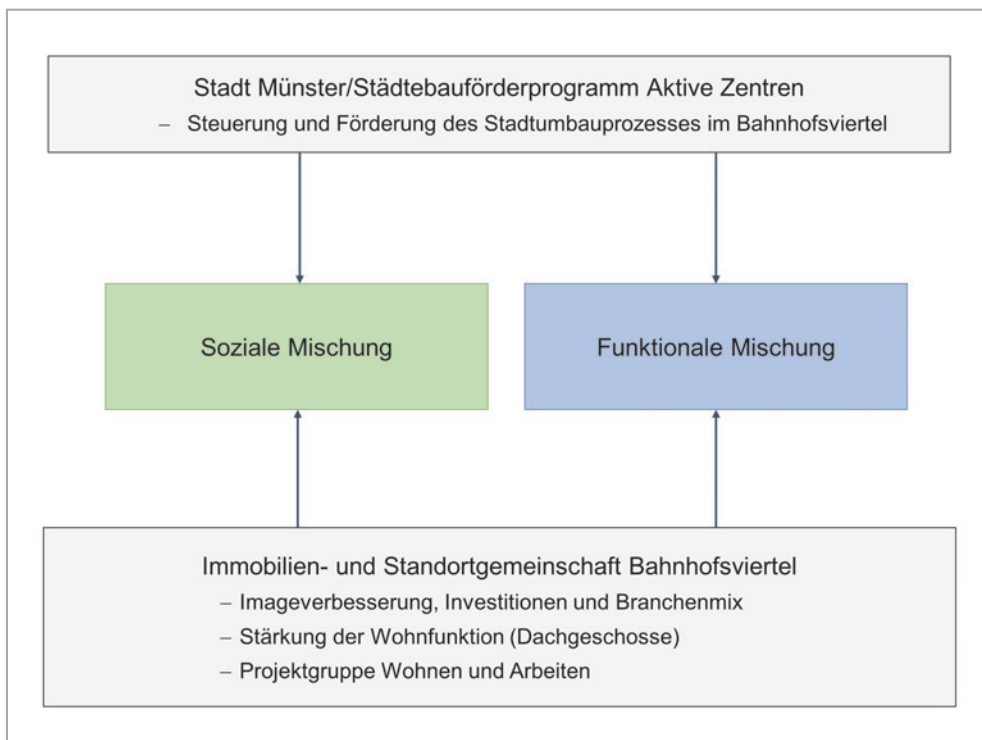 Stadt Münster/Städtebauförderprogramm Aktive Zentren
– Steuerung und Förderung des Stadtumbauprozesses im Bahnhofsviertel
Soziale Mischung
Funktionale Mischung
Immobilien- und Standortgemeinschaft Bahnhofsviertel
– Imageverbesserung, Investitionen und Branchenmix
– Stärkung der Wohnfunktion (Dachgeschosse)
– Projektgruppe Wohnen und Arbeiten